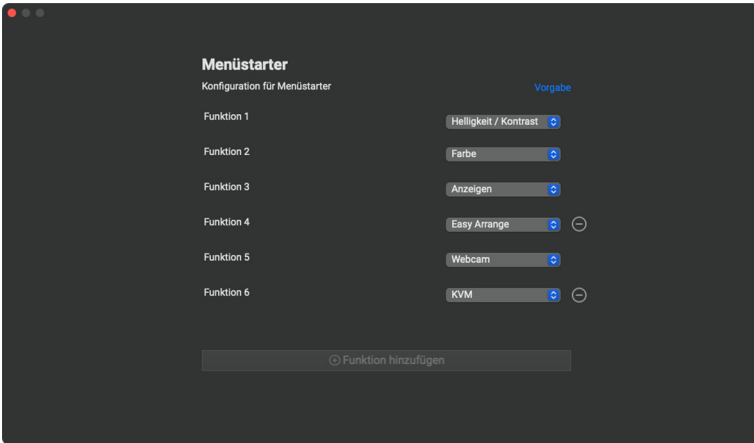 Menüstarter
Konfiguration für Menüstarter Vorgabe
Funktion 1 Helligkeit / Kontrast
Funktion 2 Farbe
Funktion 3 Anzeigen
Funktion 4 Easy Arrange
Funktion 5 Webcam
Funktion 6 KVM
Funktion hinzufügen